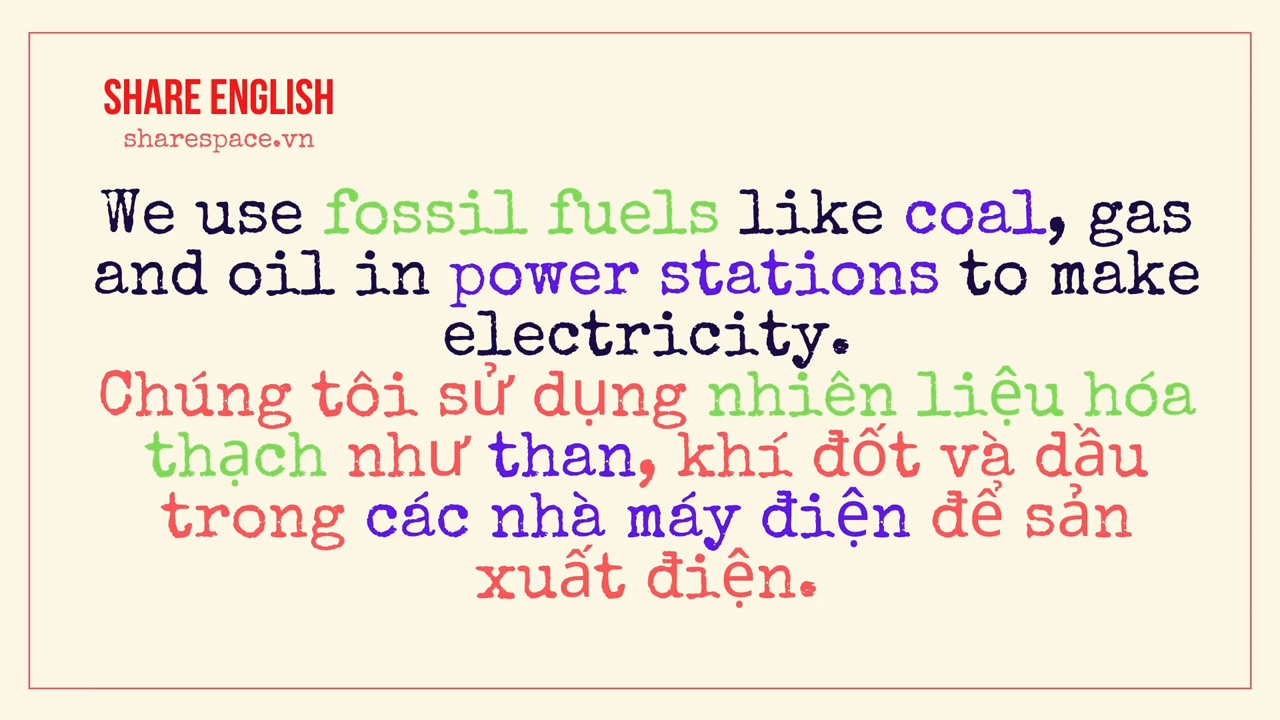 SHARE ENGLISH
sharespace.vn
We use fossil fuels like coal, gas
and oil in power stations to make
electricity.
Chúng tôi sử dụng nhiên liệu hóa
thạch như than, khí đốt và dầu
trong các nhà máy điện để sản
xuất điện.